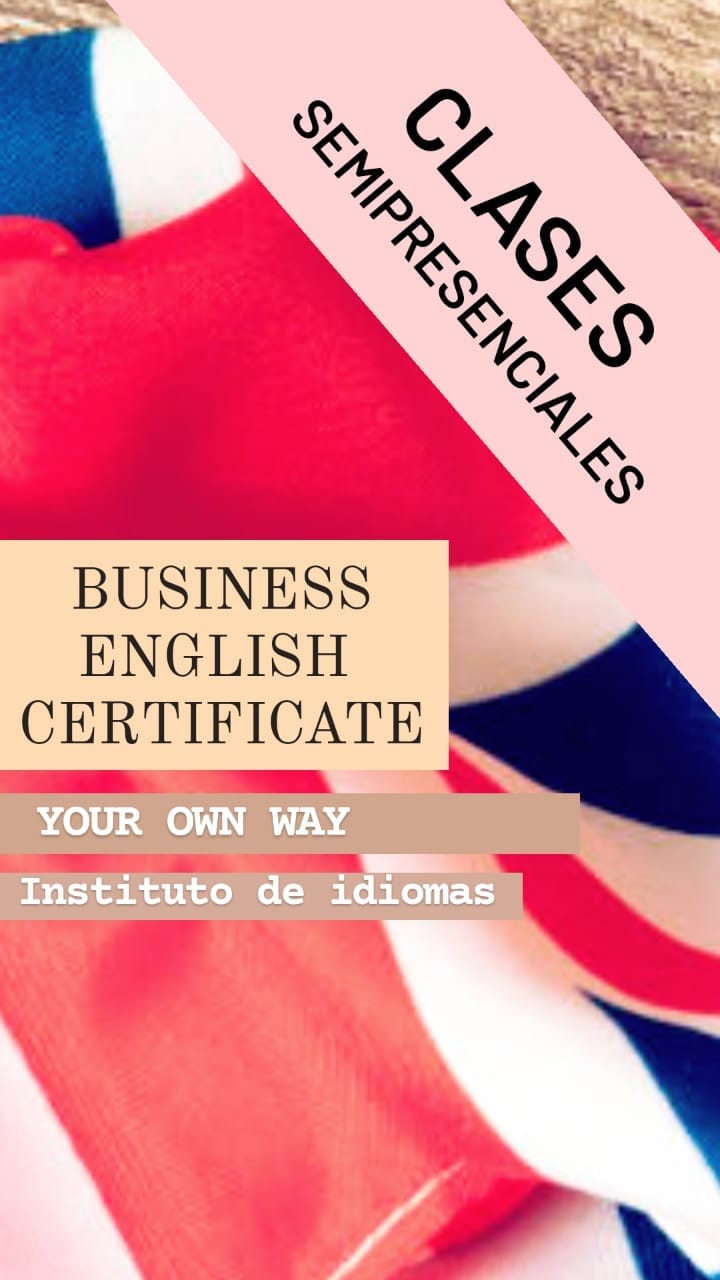 CLASES
SEMIPRESENCIALES
BUSINESS
ENGLISH
CERTIFICATE
YOUR OWN WAY
Instituto de idiomas